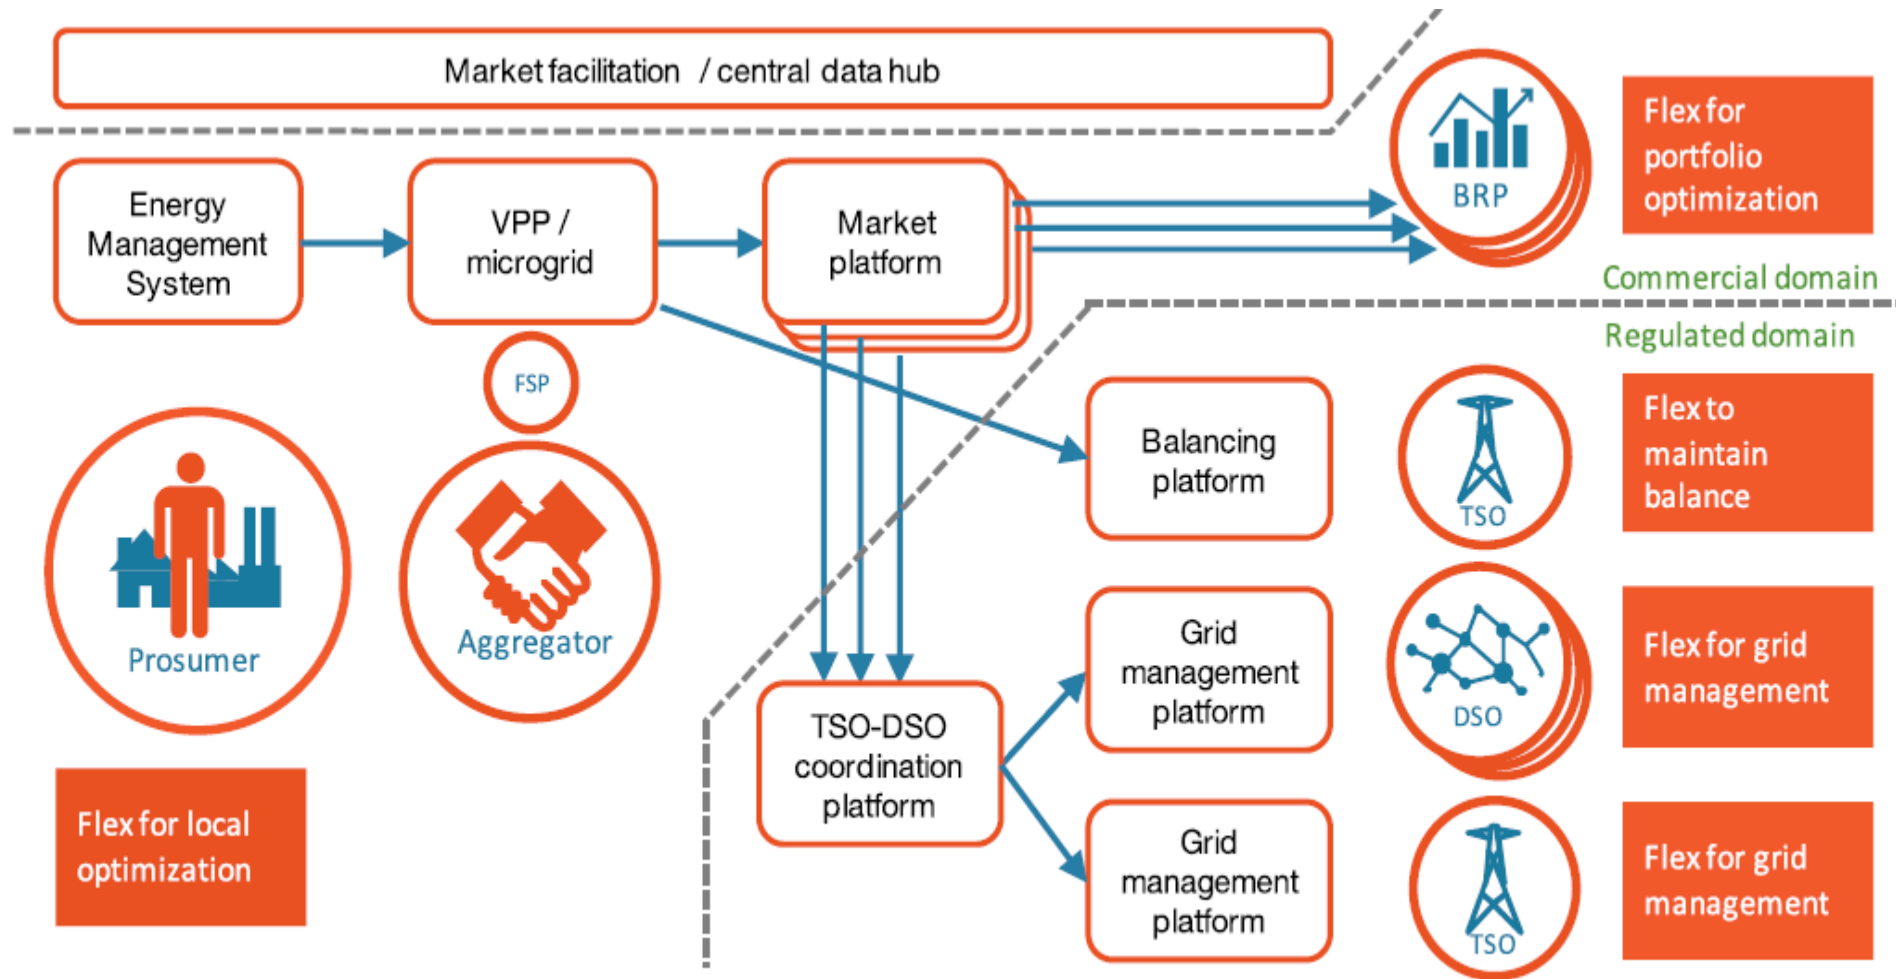 Market facilitation / central data hub
Energy
Management
System
VPP /
microgrid
Market
platform
BRP
Flex for
portfolio
optimization
Commercial domain
Regulated domain
FSP
Prosumer
Aggregator
Flex for local
optimization
Balancing
platform
TSO
Flex to
maintain
balance
TSO-DSO
coordination
platform
Grid
management
platform
DSO
Flex for grid
management
Grid
management
platform
TSO
Flex for grid
management